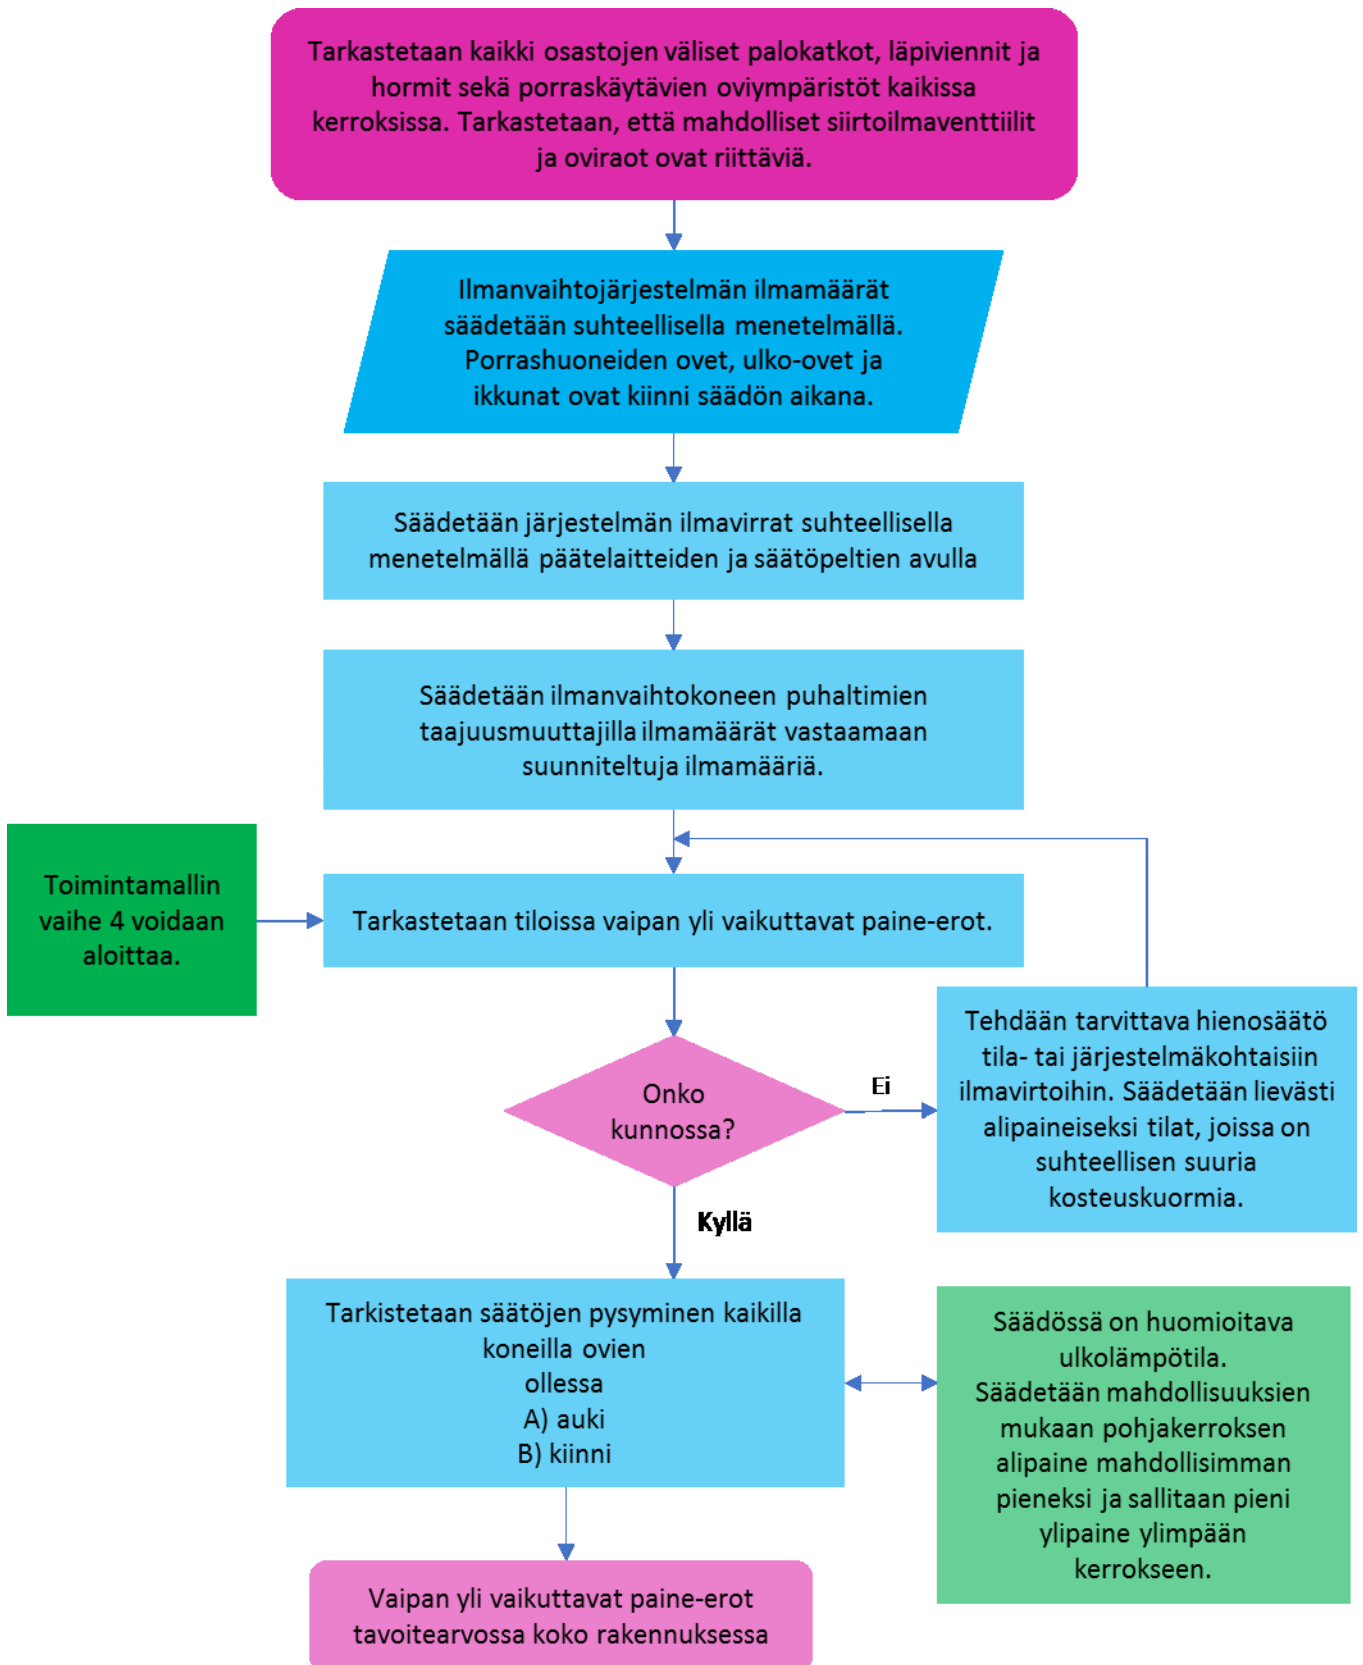 Tarkastetaan kaikki osastojen väliset palokatkot, läpiviennit ja
hormit sekä porraskäytävien oviympäristöt kaikissa
kerroksissa. Tarkastetaan, että mahdolliset siirtoilmaventtiilit
ja oviraot ovat riittäviä.
Ilmanvaihtojärjestelmän ilmamäärät
säädetään suhteellisella menetelmällä.
Porrashuoneiden ovet, ulko-ovet ja
ikkunat ovat kiinni säädön aikana.
Säädetään järjestelmän ilmavirrat suhteellisella
menetelmällä päätelaitteiden ja säätöpeltien avulla
Säädetään ilmanvaihtokoneen puhaltimien
taajuusmuuttajilla ilmamäärät vastaamaan
suunniteltuja ilmamääriä.
Toimintamallin
vaihe 4 voidaan
aloittaa.
Tarkastetaan tiloissa vaipan yli vaikuttavat paine-erot.
Onko
kunnossa?
Ei
Tehdään tarvittava hienosäätö
tila- tai järjestelmäkohtaisiin
ilmavirtoihin. Säädetään lievästi
alipaineiseksi tilat, joissa on
suhteellisen suuria
kosteuskuormia.
Kyllä
Tarkistetaan säätöjen pysyminen kaikilla
koneilla ovien
ollessa
A) auki
B) kiinni
Säädössä on huomioitava
ulkolämpötila.
Säädetään mahdollisuuksien
mukaan pohjakerroksen
alipaine mahdollisimman
pieneksi ja sallitaan pieni
ylipaine ylimpään
kerrokseen.
Vaipan yli vaikuttavat paine-erot
tavoitearvossa koko rakennuksessa